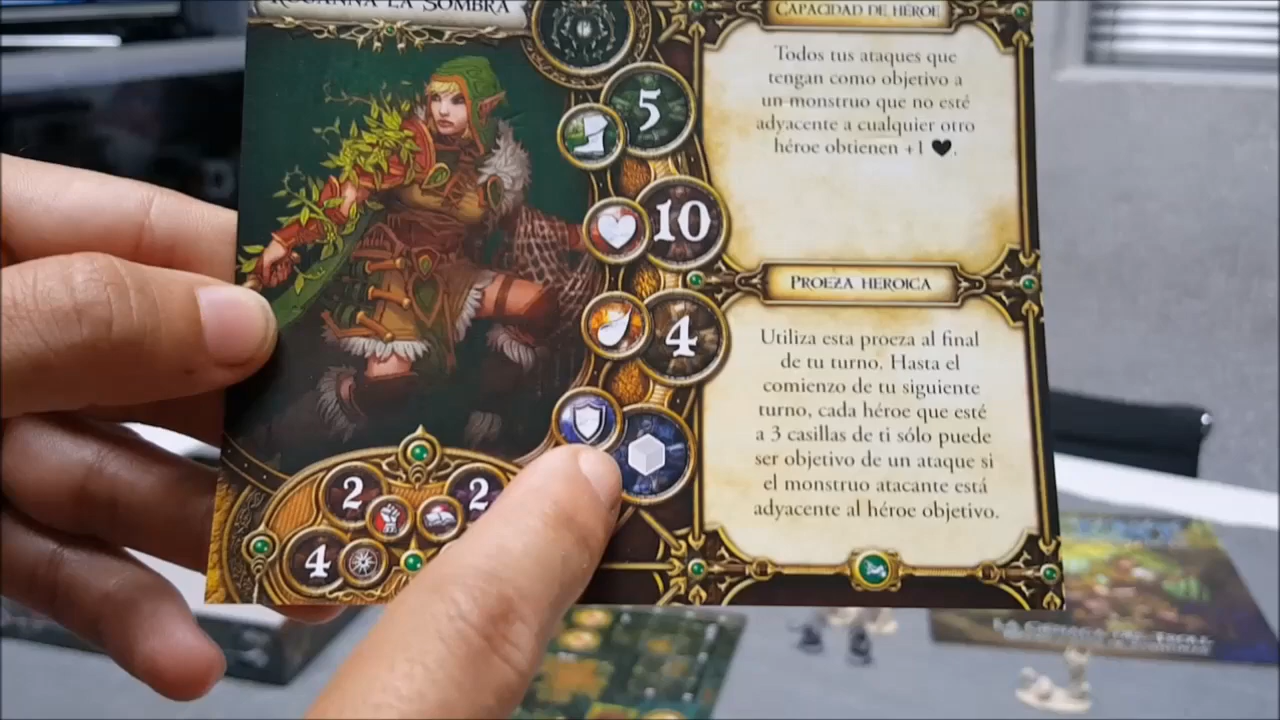 LA SOMBRA
CAPACIDAD DE HÉROE
Todos tus ataques que
tengan como objetivo a
un monstruo que no esté
adyacente a cualquier otro
héroe obtienen +1 ♥.
5
10
4
2
2
4
PROEZA HEROICA
Utiliza esta proeza al final
de tu turno. Hasta el
comienzo de tu siguiente
turno, cada héroe que esté
a 3 casillas de ti sólo puede
ser objetivo de un ataque si
el monstruo atacante está
adyacente al héroe objetivo.